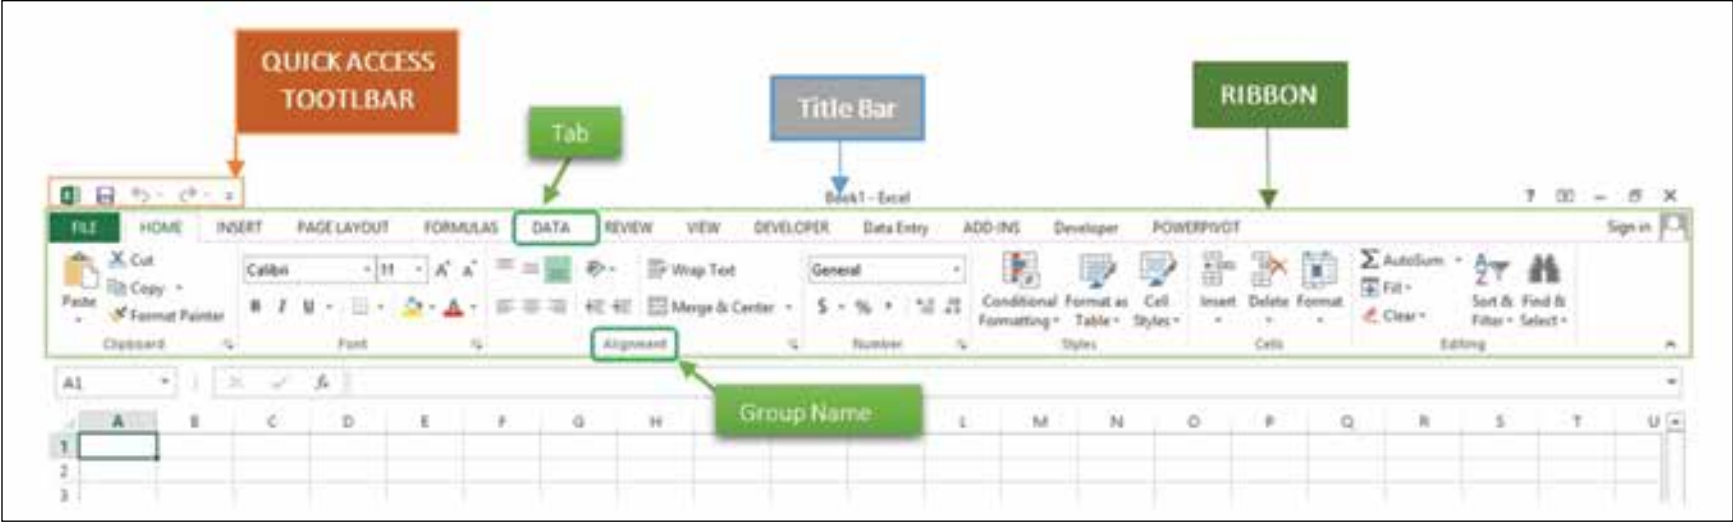 QUICK ACCESS
TOOTLBAR
Tab
Title Bar
RIBBON
Book1 - Excel
?
FILE HOME INSERT PAGE LAYOUT FORMULAS DATA REVIEW VIEW DEVELOPER Data Entry ADD-INS Developer POWERPIVOT Sign in
Cut
Copy
Paste
Format Painter
Clipboard
Calibri 11 A A
B I U A
Font
Wrap Text
Merge & Center
Alignment
General
$ %
Number
Conditional Formatting
Format as Table
Cell Styles
Styles
Insert Delete Format
Cells
AutoSum
Fill
Clear
Sort & Filter
Find & Select
Editing
Group Name
A1 fx
A B C D E F G H L M N O P Q R S T U
1
2
3